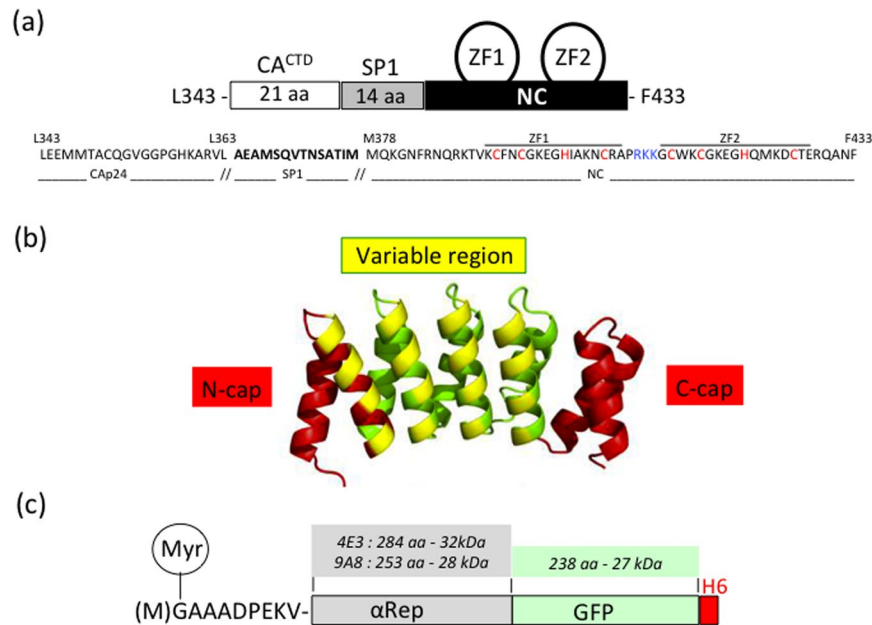 (a)
CA^CTD SP1 ZF1 ZF2
L343 - 21 aa 14 aa NC - F433
L343 L363 M378 ZF1 ZF2 F433
LEEMMTACQGVGGPGHKARVL AEAMSQVTNSATIM MQKGNFRNQRKTVKCFNCGKEGHIAKNCRAPRKKGCWKCGKEGHQMKDCTERQANF
CAp24 // SP1 // NC
(b)
Variable region
N-cap
C-cap
(c)
Myr
4E3 : 284 aa - 32kDa
9A8 : 253 aa - 28 kDa
238 aa - 27 kDa
H6
(M)GAAADPEKV- αRep GFP